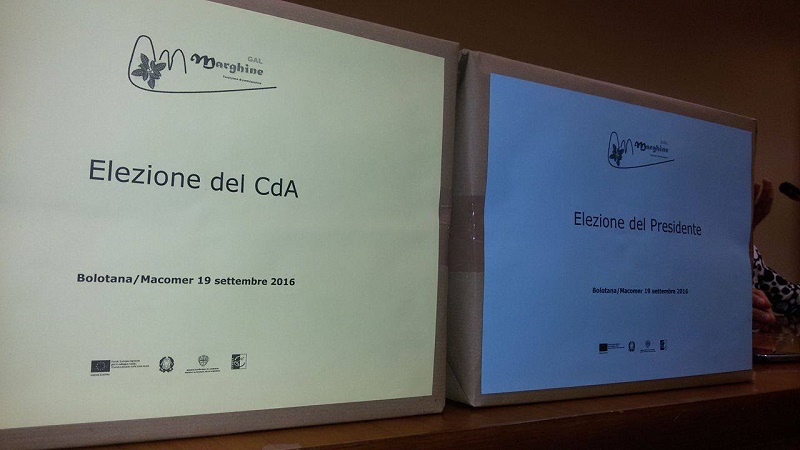 GAL
Marghine
Elezione del CdA
Bolotana/Macomer 19 settembre 2016
GAL
Marghine
Elezione del Presidente
Bolotana/Macomer 19 settembre 2016